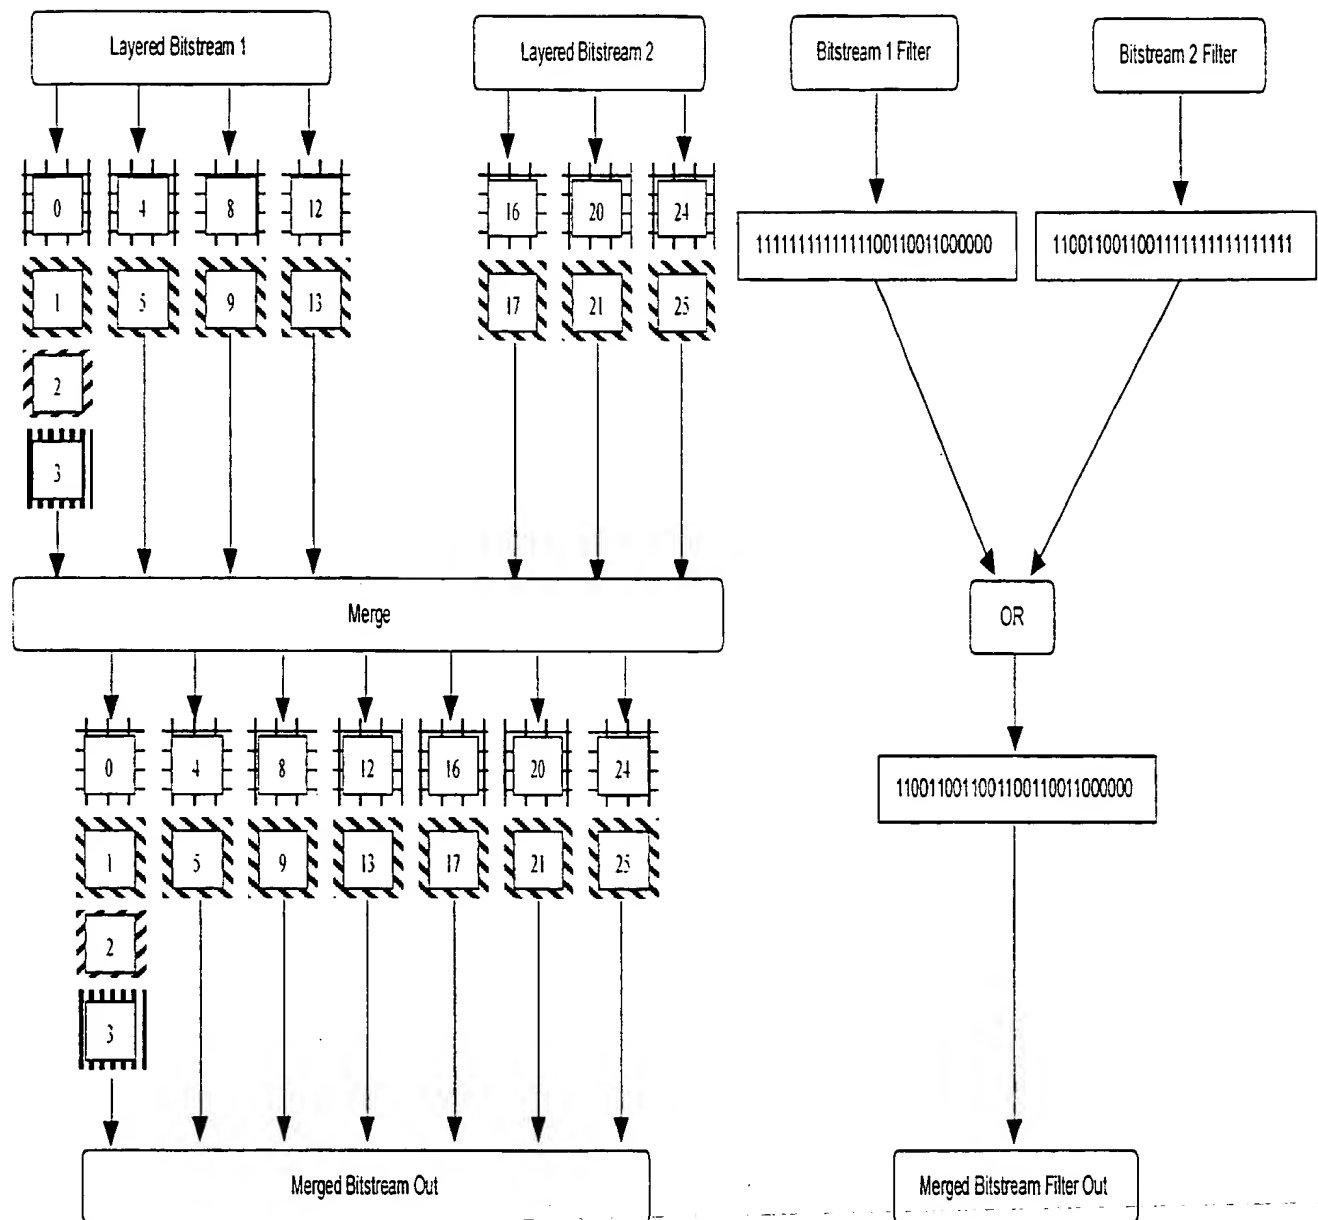 Layered Bitstream 1
Layered Bitstream 2
Bitstream 1 Filter
Bitstream 2 Filter
0 4 8 12
16 20 24
1111111111111100110011000000
1100110011001111111111111111
1 5 9 13
17 21 25
2
3
Merge
OR
0 4 8 12 16 20 24
1100110011001100110011000000
1 5 9 13 17 21 25
2
3
Merged Bitstream Out
Merged Bitstream Filter Out